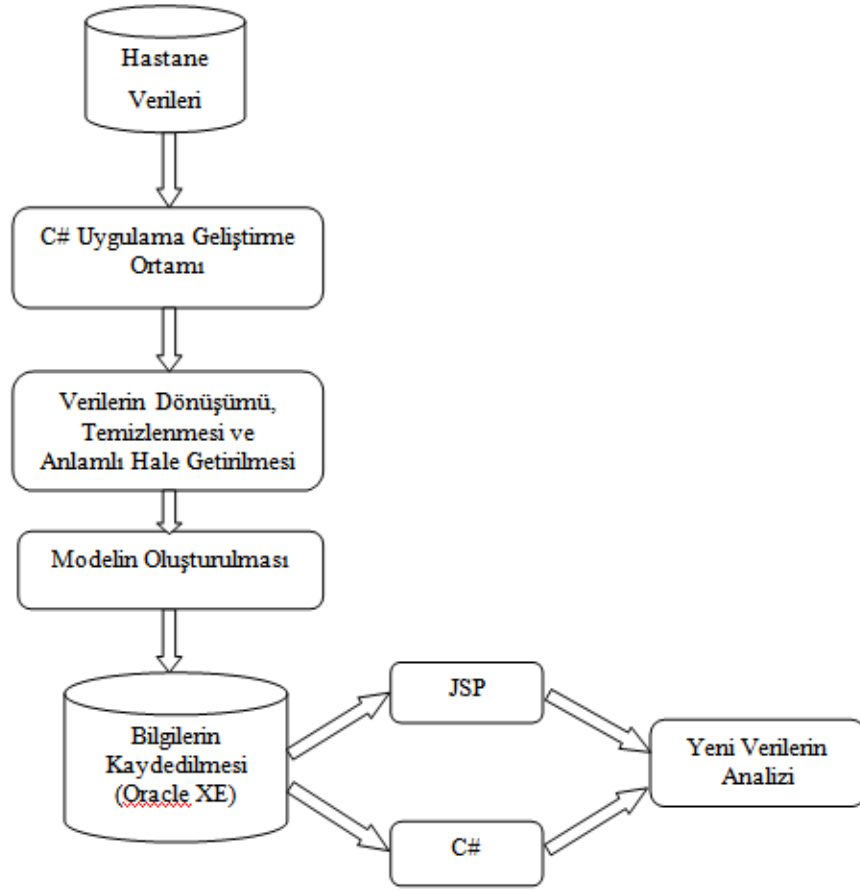 Hastane
Verileri
C# Uygulama Geliştirme
Ortamı
Verilerin Dönüşümü,
Temizlenmesi ve
Anlamlı Hale Getirilmesi
Modelin Oluşturulması
Bilgilerin
Kaydedilmesi
(Oracle XE)
JSP
C#
Yeni Verilerin
Analizi